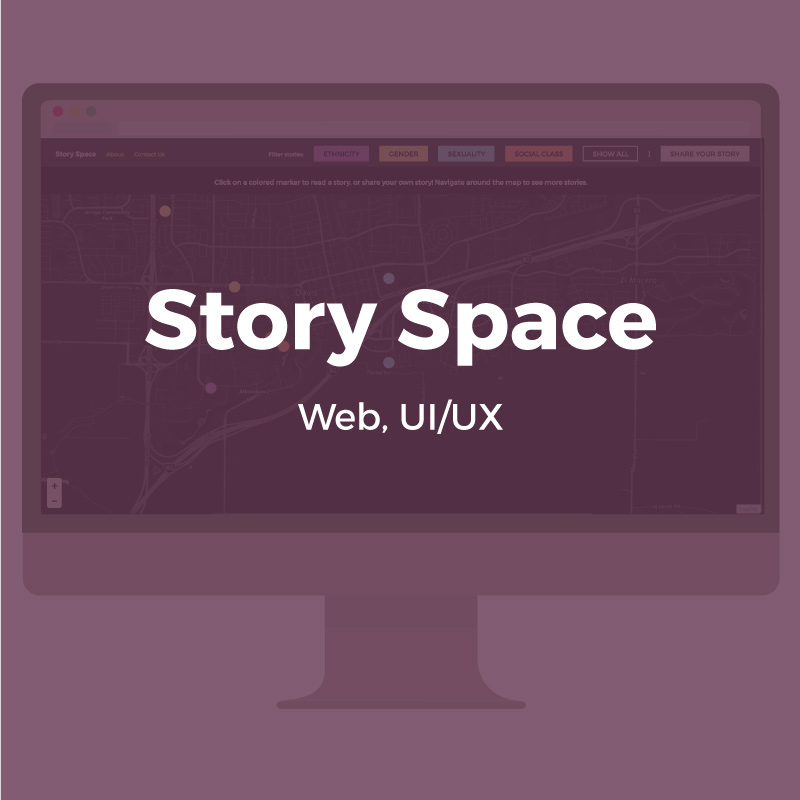 Story Space About Contact Us Filter stories: ETHNICITY GENDER SEXUALITY SOCIAL CLASS SHOW ALL | SHARE YOUR STORY
Click on a colored marker to read a story, or share your own story! Navigate around the map to see more stories.
Story Space
Web, UI/UX
+
−